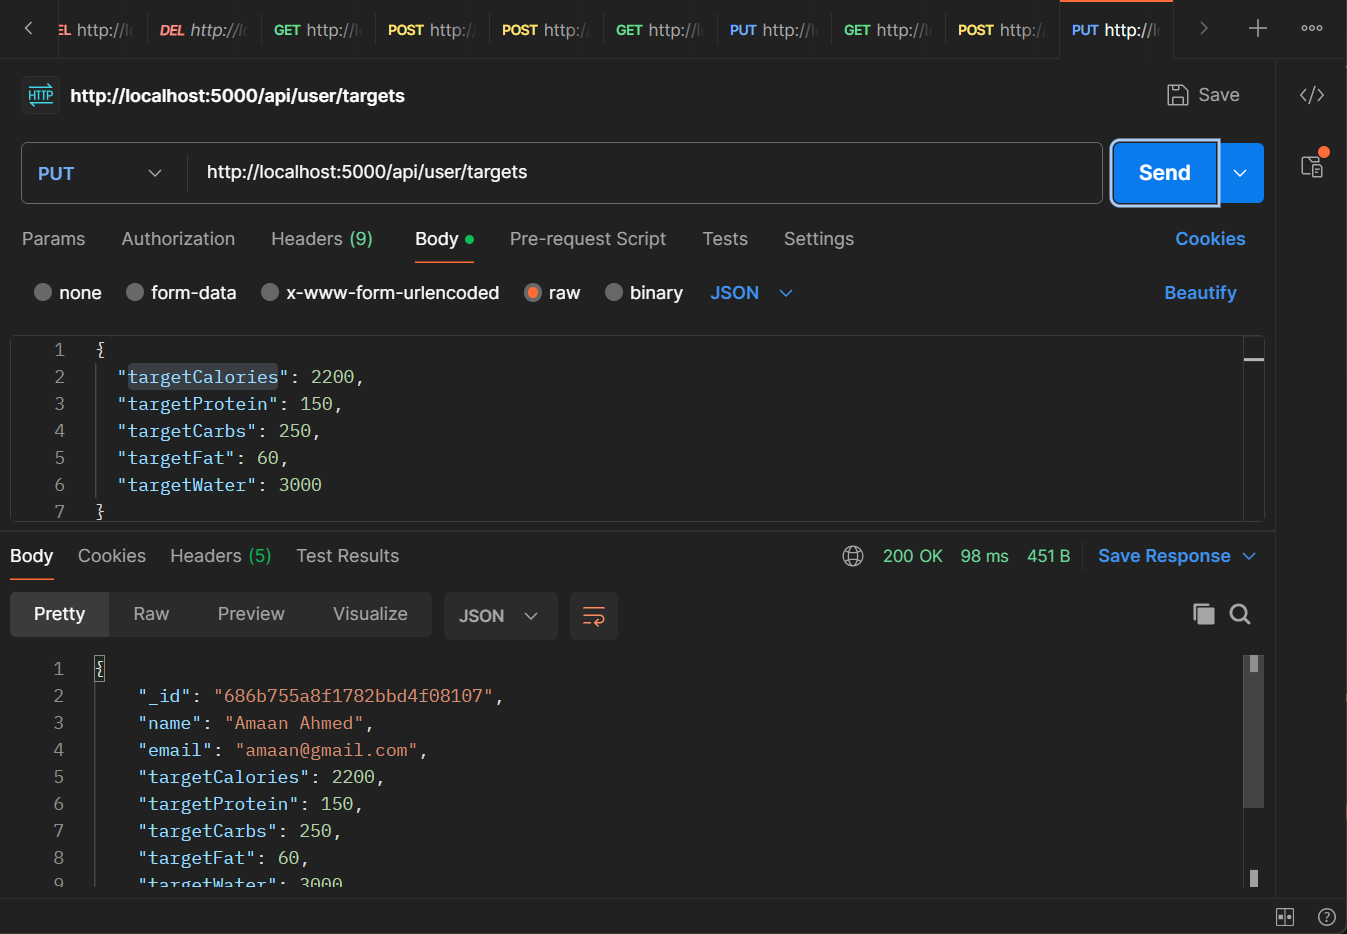 EL http://l
DEL http://l
GET http://l
POST http:/
POST http:/
GET http://l
PUT http://l
GET http://l
POST http:/
PUT http://l
HTTP http://localhost:5000/api/user/targets Save
PUT http://localhost:5000/api/user/targets Send
Params Authorization Headers (9) Body Pre-request Script Tests Settings Cookies
none form-data x-www-form-urlencoded raw binary JSON Beautify
1 {
2 "targetCalories": 2200,
3 "targetProtein": 150,
4 "targetCarbs": 250,
5 "targetFat": 60,
6 "targetWater": 3000
7 }
Body Cookies Headers (5) Test Results 200 OK 98 ms 451 B Save Response
Pretty Raw Preview Visualize JSON
1 {
2 "_id": "686b755a8f1782bbd4f08107",
3 "name": "Amaan Ahmed",
4 "email": "amaan@gmail.com",
5 "targetCalories": 2200,
6 "targetProtein": 150,
7 "targetCarbs": 250,
8 "targetFat": 60,
9 "targetWater": 3000